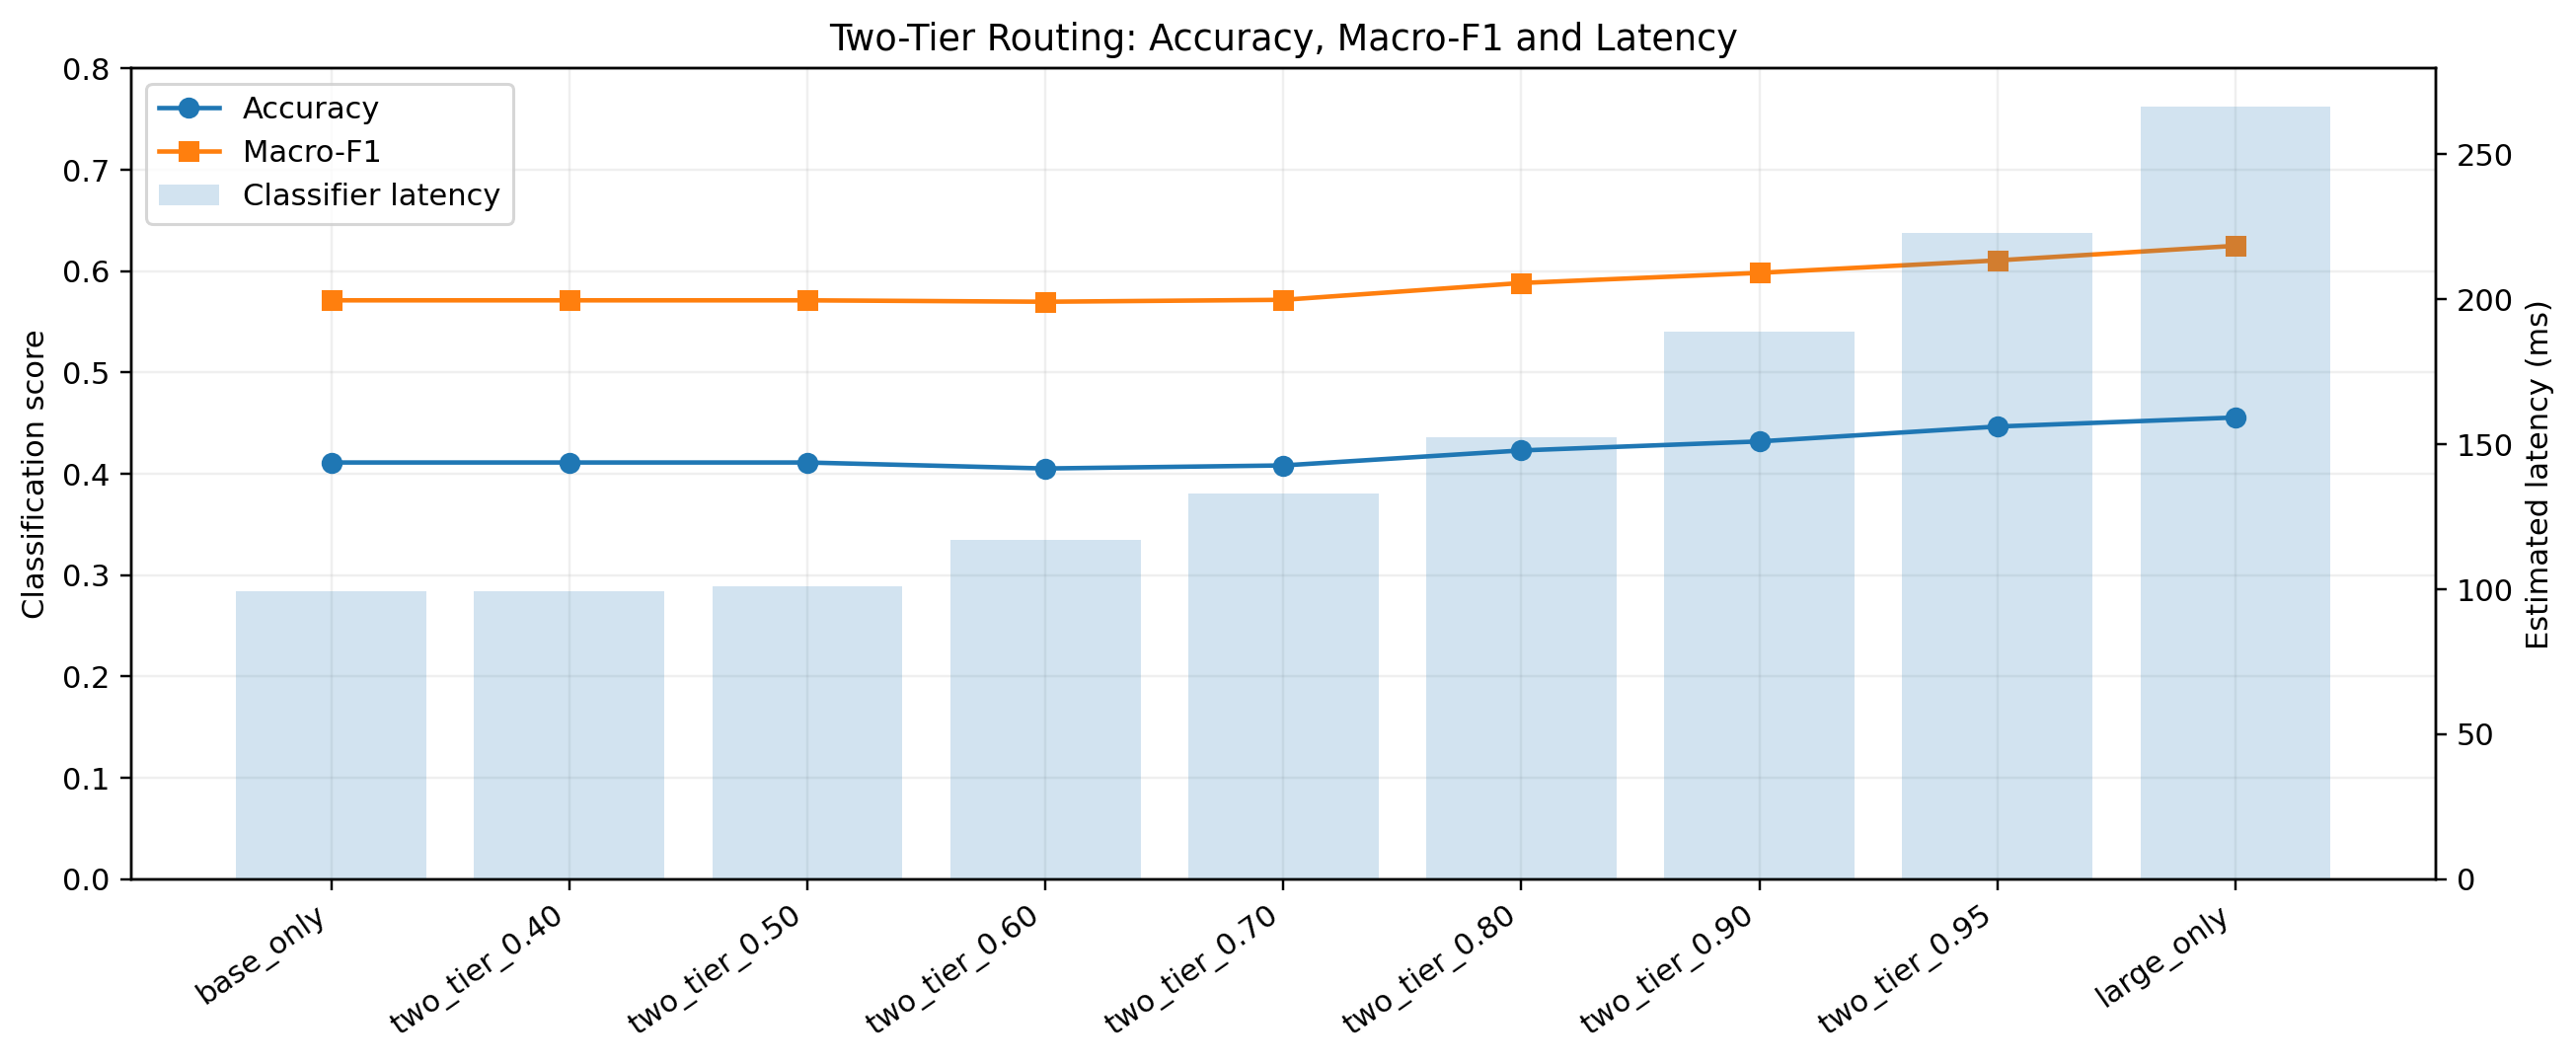 Two-Tier Routing: Accuracy, Macro-F1 and Latency
Accuracy
Macro-F1
Classifier latency
Classification score
0.8
0.7
0.6
0.5
0.4
0.3
0.2
0.1
0.0
Estimated latency (ms)
250
200
150
100
50
0
base_only
two_tier_0.40
two_tier_0.50
two_tier_0.60
two_tier_0.70
two_tier_0.80
two_tier_0.90
two_tier_0.95
large_only